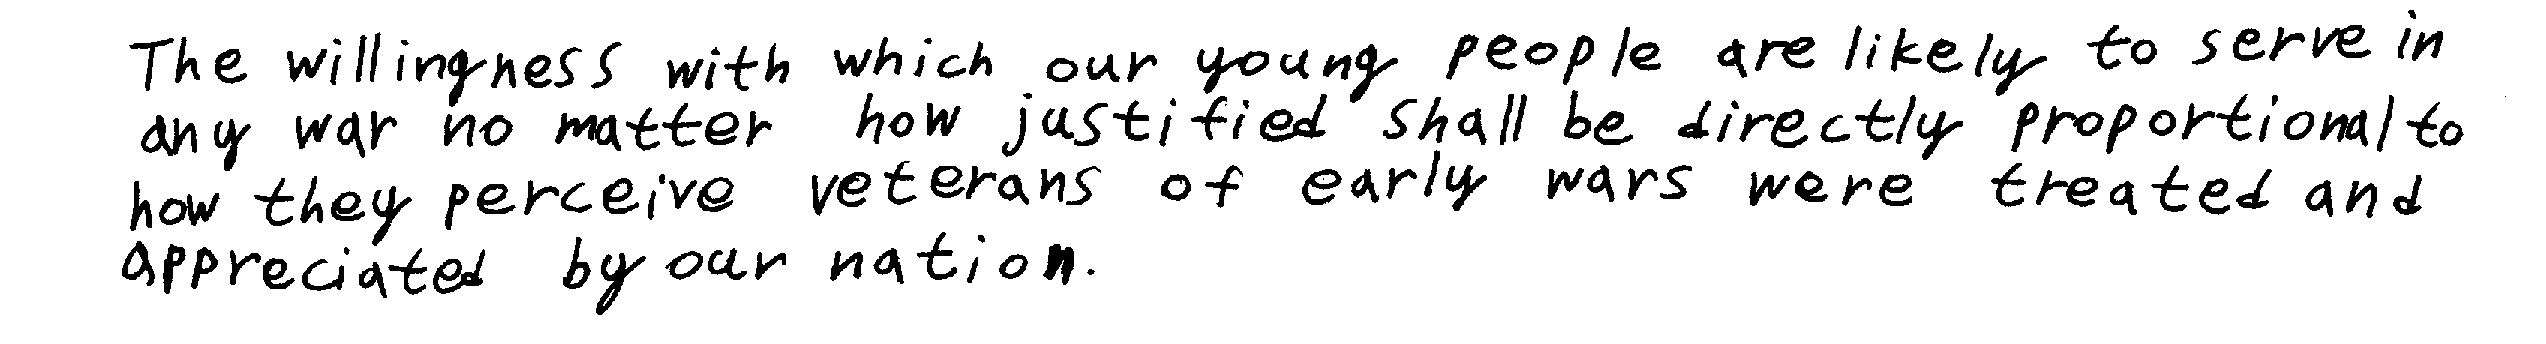 The willingness with which our young people are likely to serve in
any war no matter how justified shall be directly proportional to
how they perceive veterans of early wars were treated and
appreciated by our nation.